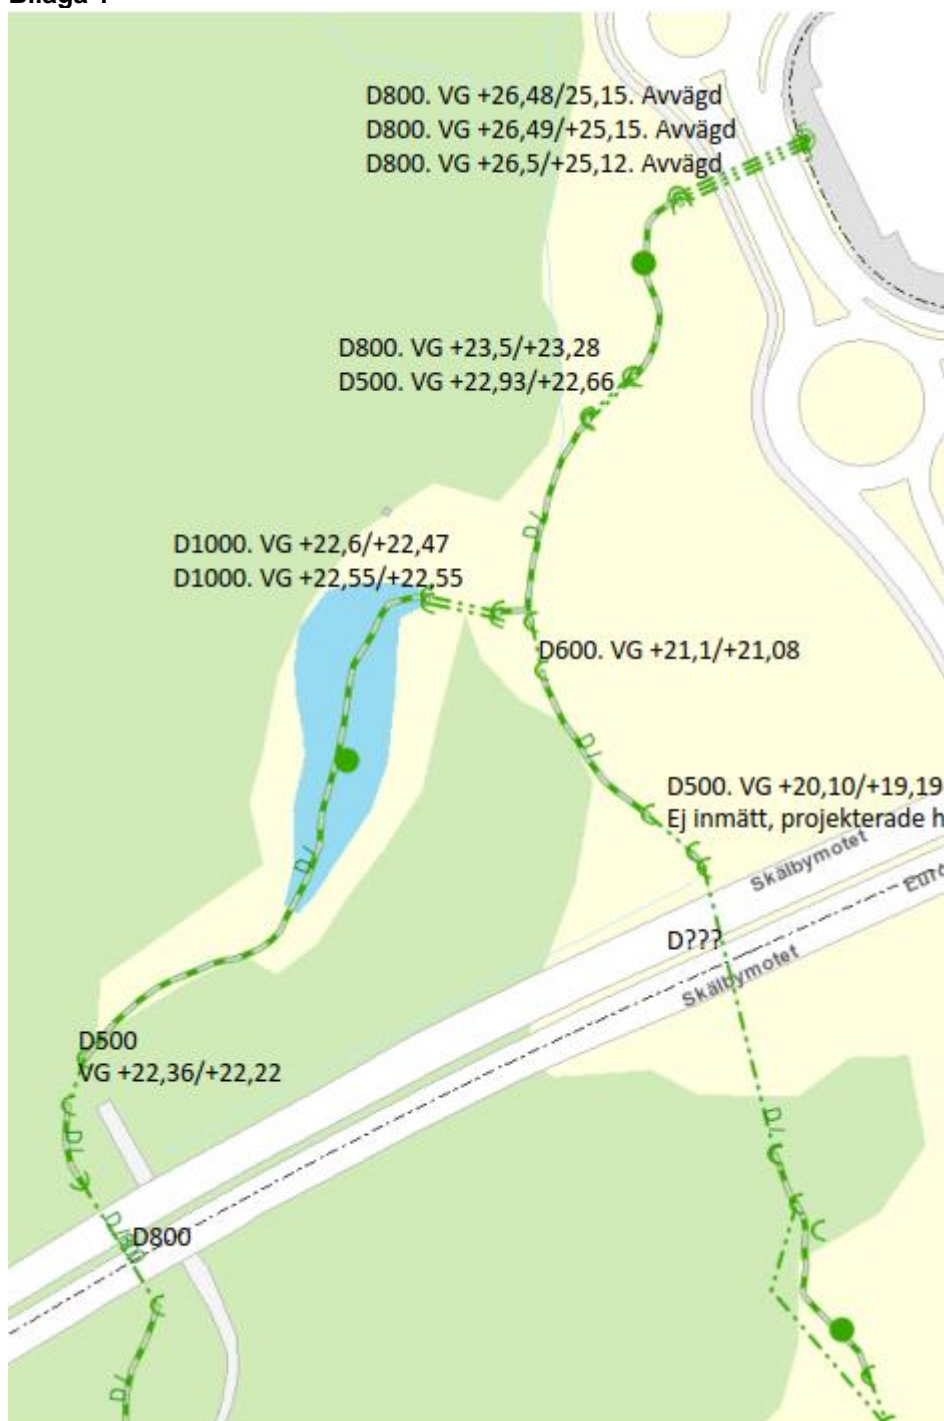 D800. VG +26,48/25,15. Avvägd
D800. VG +26,49/+25,15. Avvägd
D800. VG +26,5/+25,12. Avvägd
D800. VG +23,5/+23,28
D500. VG +22,93/+22,66
D/
D1000. VG +22,6/+22,47
D1000. VG +22,55/+22,55
D600. VG +21,1/+21,08
D/
D500. VG +20,10/+19,19
Ej inmätt, projekterade h
Skälbymotet
D/
D???
Skälbymotet
D500
VG +22,36/+22,22
D/
D/
D800
D/